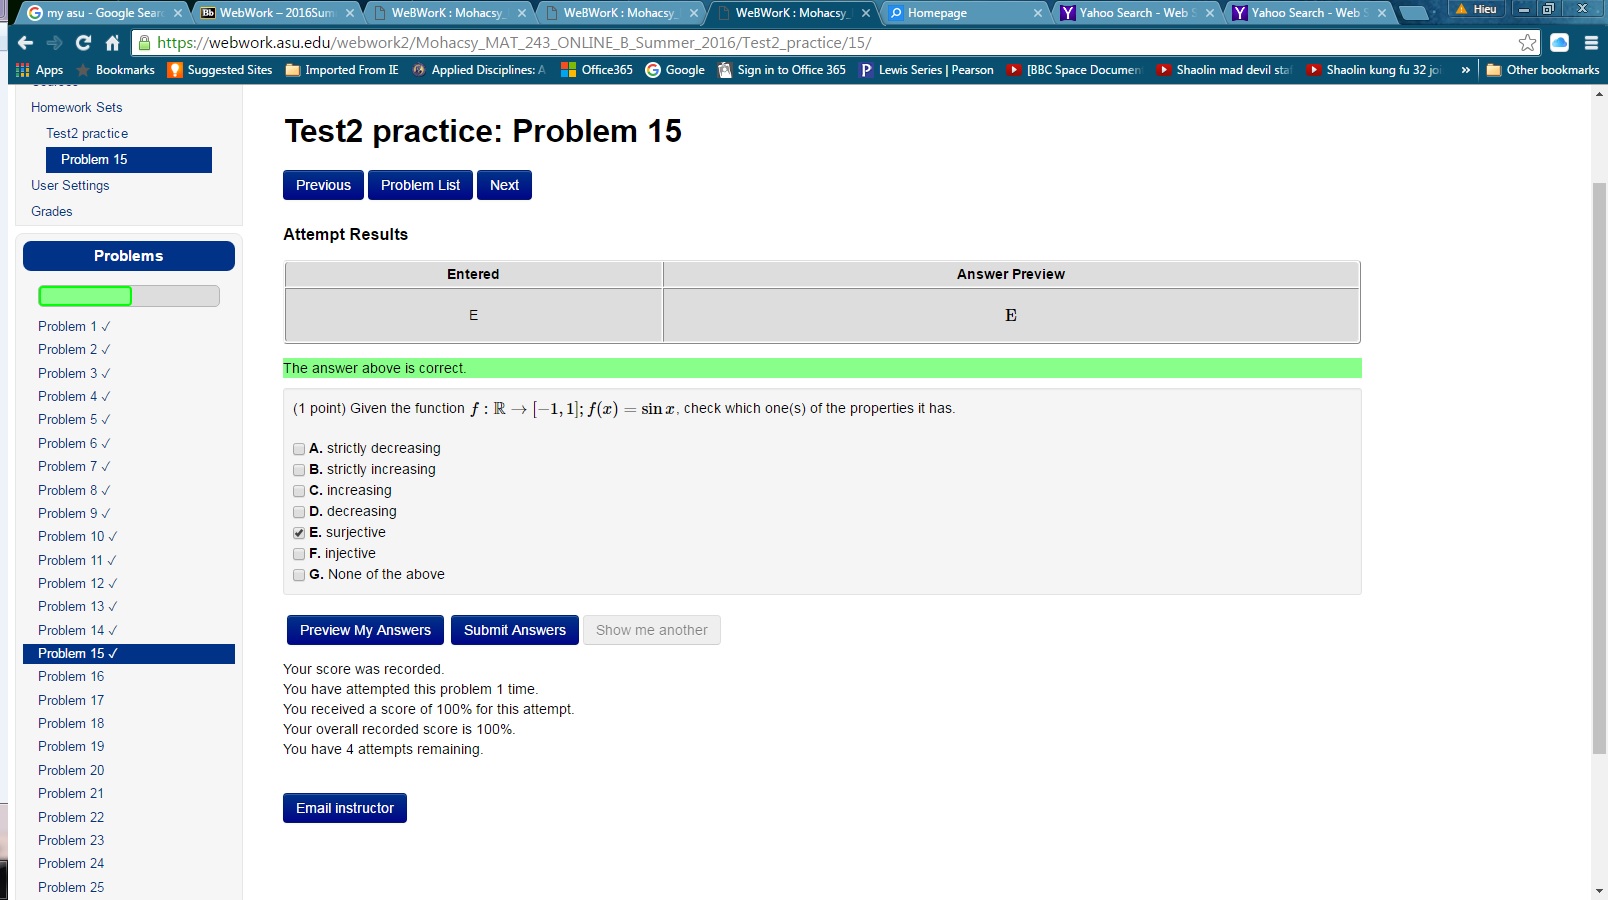 my asu - Google Sear
WebWork – 2016Sum
WeBWorK : Mohacsy_
WeBWorK : Mohacsy_
WeBWorK : Mohacsy_
Homepage
Yahoo Search - Web S
Yahoo Search - Web S
Hieu
https://webwork.asu.edu/webwork2/Mohacsy_MAT_243_ONLINE_B_Summer_2016/Test2_practice/15/
Apps Bookmarks Suggested Sites Imported From IE Applied Disciplines: A Office365 Google Sign in to Office 365 Lewis Series | Pearson [BBC Space Documen Shaolin mad devil staf Shaolin kung fu 32 joi » Other bookmarks
Homework Sets
Test2 practice
Problem 15
User Settings
Grades
Problems
Problem 1 ✓
Problem 2 ✓
Problem 3 ✓
Problem 4 ✓
Problem 5 ✓
Problem 6 ✓
Problem 7 ✓
Problem 8 ✓
Problem 9 ✓
Problem 10 ✓
Problem 11 ✓
Problem 12 ✓
Problem 13 ✓
Problem 14 ✓
Problem 15 ✓
Problem 16
Problem 17
Problem 18
Problem 19
Problem 20
Problem 21
Problem 22
Problem 23
Problem 24
Problem 25
Test2 practice: Problem 15
Previous Problem List Next
Attempt Results
Entered Answer Preview
E E
The answer above is correct.
(1 point) Given the function f : ℝ → [−1, 1]; f(x) = sin x, check which one(s) of the properties it has.
A. strictly decreasing
B. strictly increasing
C. increasing
D. decreasing
E. surjective
F. injective
G. None of the above
Preview My Answers Submit Answers Show me another
Your score was recorded.
You have attempted this problem 1 time.
You received a score of 100% for this attempt.
Your overall recorded score is 100%.
You have 4 attempts remaining.
Email instructor